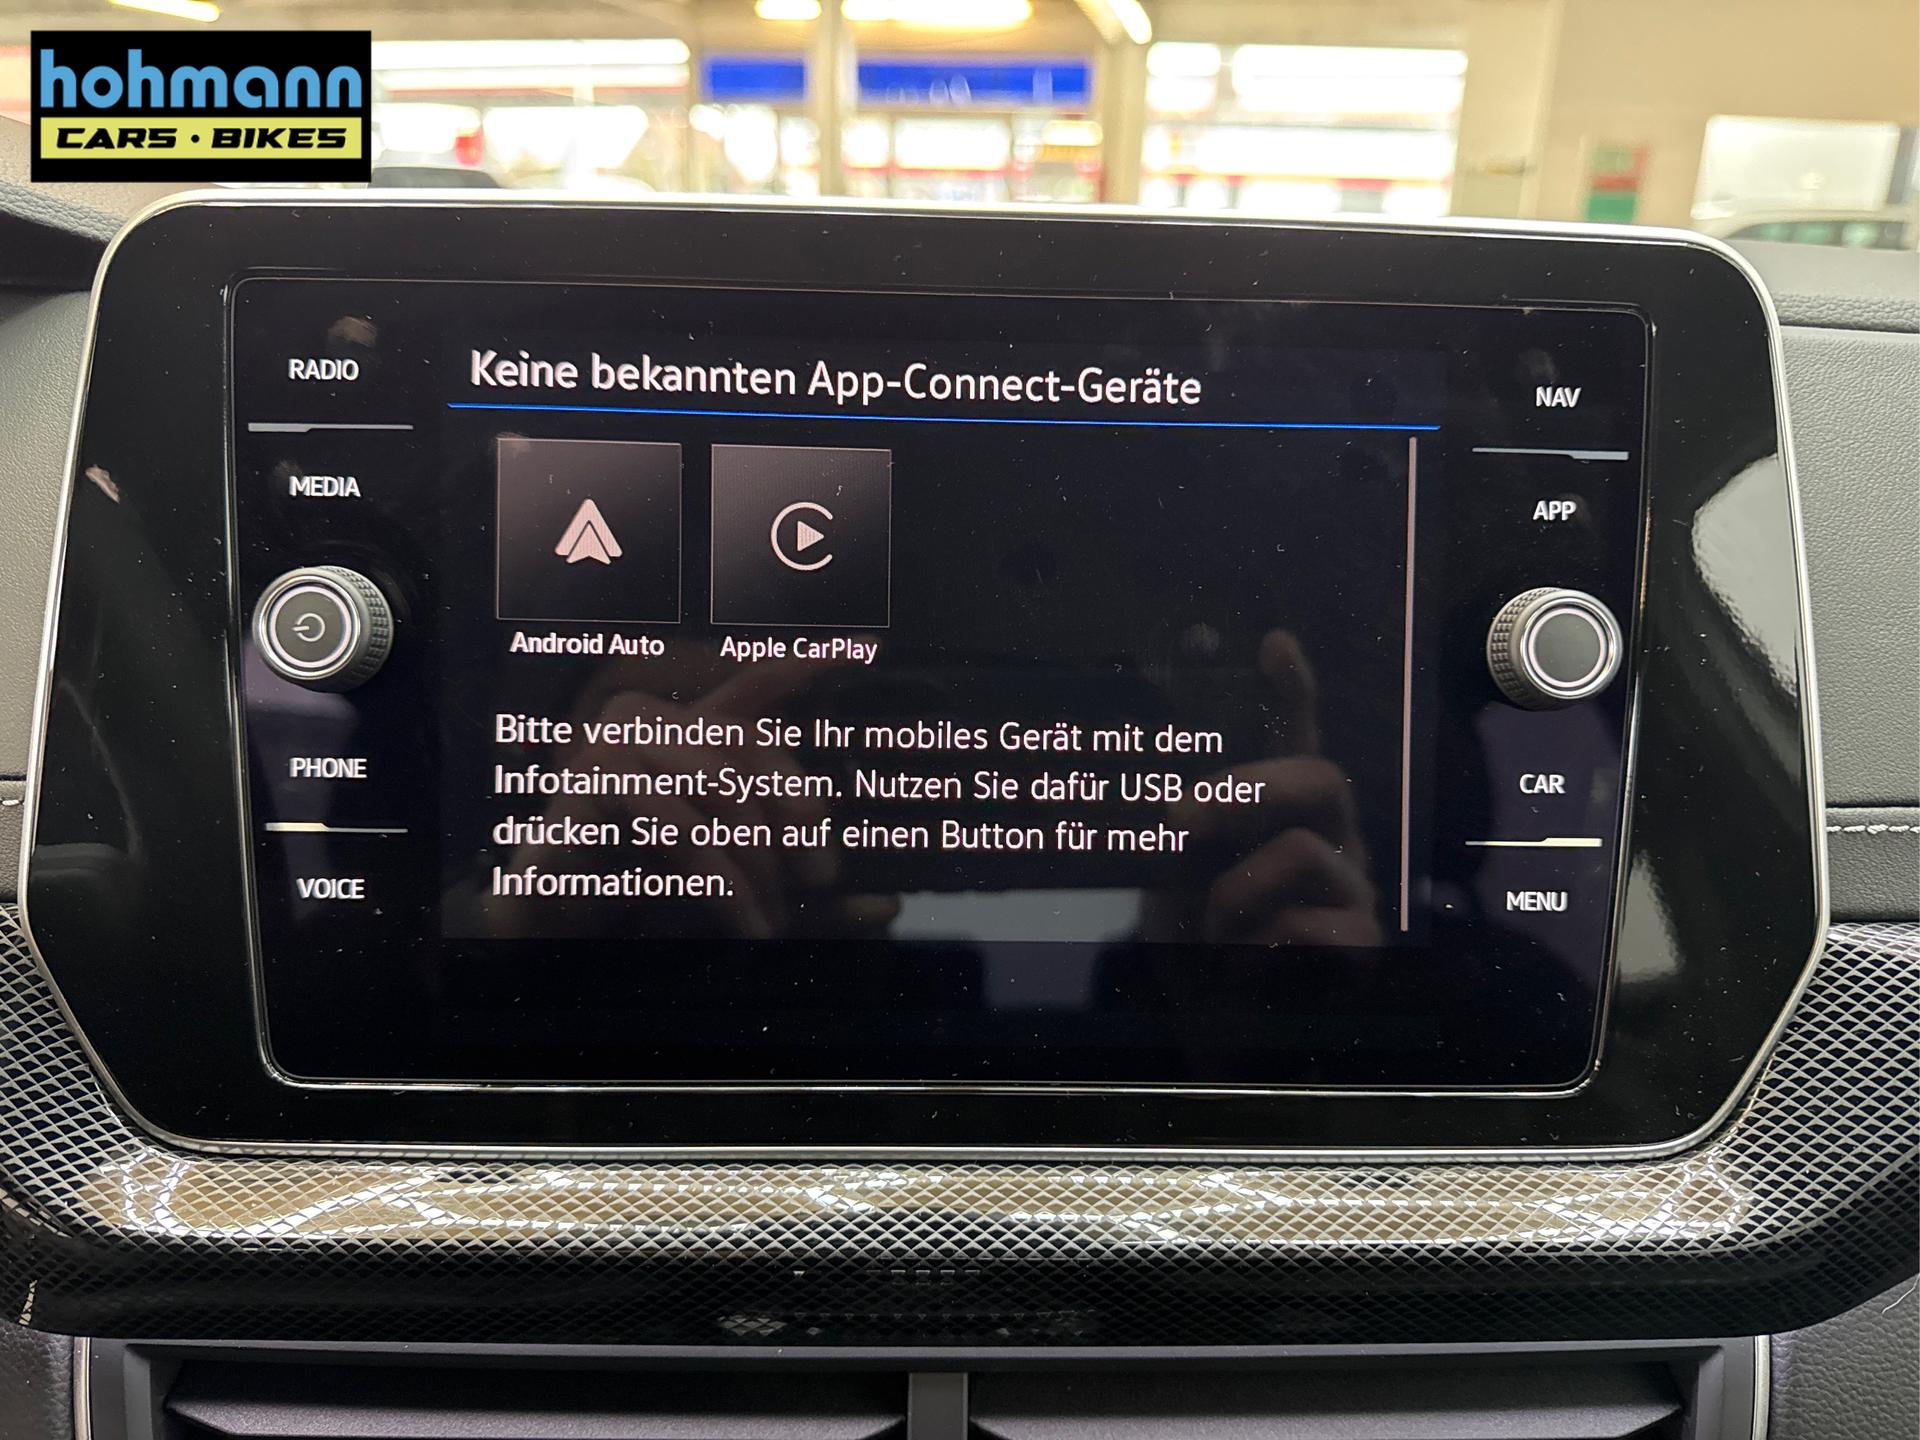 hohmann
CARS • BIKES
RADIO
MEDIA
PHONE
VOICE
Keine bekannten App-Connect-Geräte
Android Auto
Apple CarPlay
Bitte verbinden Sie Ihr mobiles Gerät mit dem
Infotainment-System. Nutzen Sie dafür USB oder
drücken Sie oben auf einen Button für mehr
Informationen.
NAV
APP
CAR
MENU